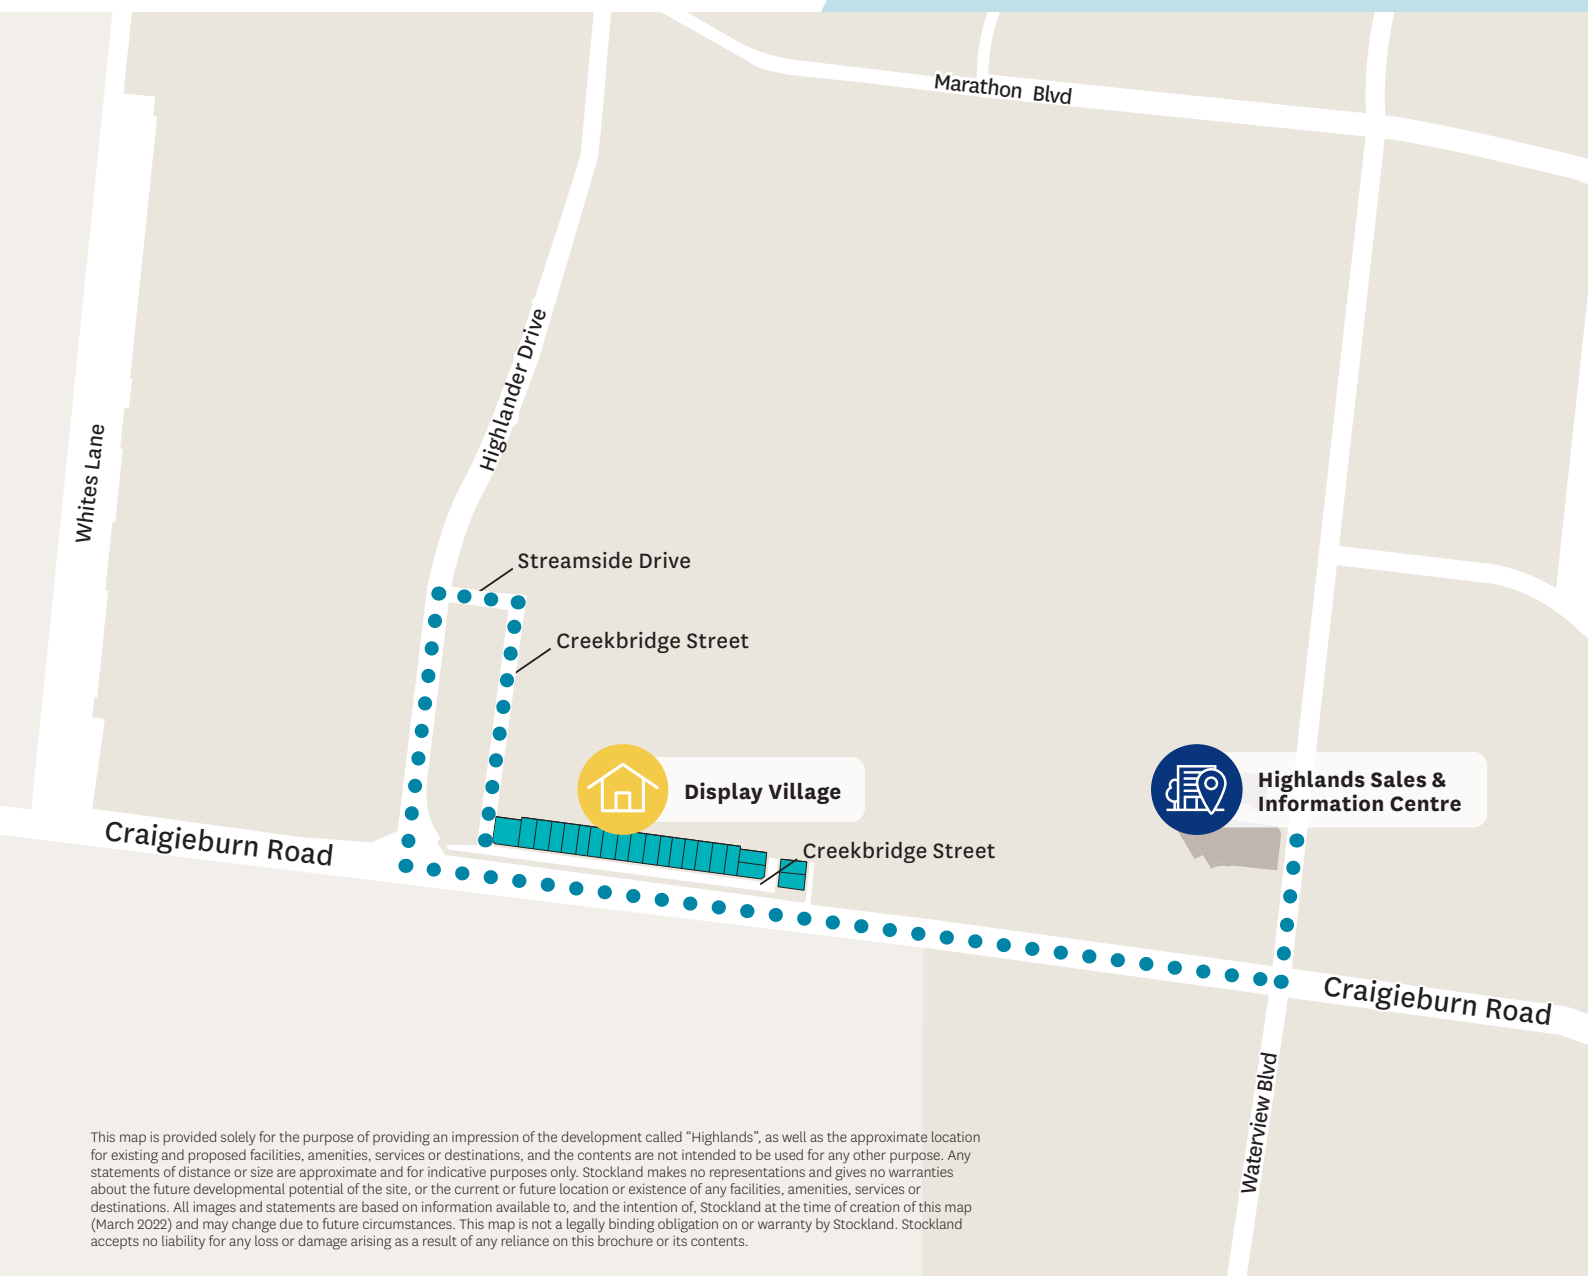 Marathon Blvd
Highlander Drive
Whites Lane
Streamside Drive
Creekbridge Street
Display Village
Highlands Sales &
Information Centre
Craigieburn Road
Creekbridge Street
Craigieburn Road
Waterview Blvd
This map is provided solely for the purpose of providing an impression of the development called “Highlands”, as well as the approximate location
for existing and proposed facilities, amenities, services or destinations, and the contents are not intended to be used for any other purpose. Any
statements of distance or size are approximate and for indicative purposes only. Stockland makes no representations and gives no warranties
about the future developmental potential of the site, or the current or future location or existence of any facilities, amenities, services or
destinations. All images and statements are based on information available to, and the intention of, Stockland at the time of creation of this map
(March 2022) and may change due to future circumstances. This map is not a legally binding obligation on or warranty by Stockland. Stockland
accepts no liability for any loss or damage arising as a result of any reliance on this brochure or its contents.